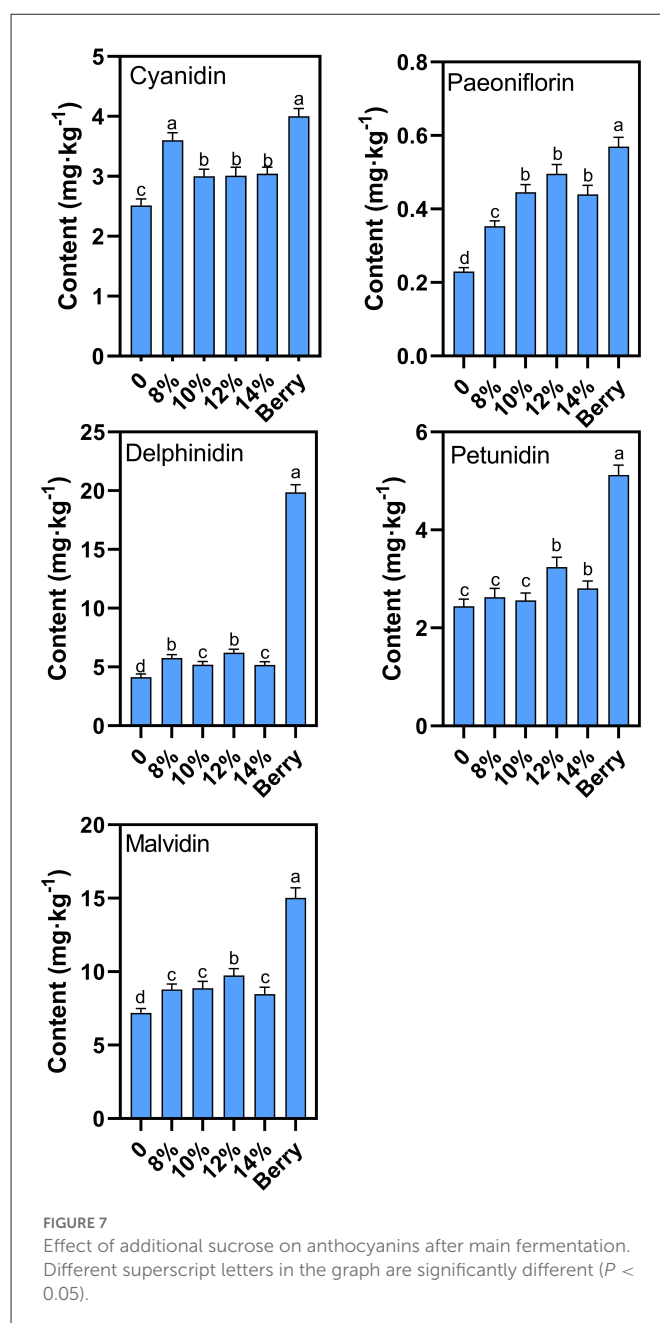 Cyanidin
Content (mg·kg-1)
5
4
3
2
1
0
c
a
b
b
b
a
0
8%
10%
12%
14%
Berry
Paeoniflorin
Content (mg·kg-1)
0.8
0.6
0.4
0.2
0.0
d
c
b
b
b
a
0
8%
10%
12%
14%
Berry
Delphinidin
Content (mg·kg-1)
25
20
15
10
5
0
d
b
c
b
c
a
0
8%
10%
12%
14%
Berry
Petunidin
Content (mg·kg-1)
6
4
2
0
c
c
c
b
b
a
0
8%
10%
12%
14%
Berry
Malvidin
Content (mg·kg-1)
20
15
10
5
0
d
c
c
b
c
a
0
8%
10%
12%
14%
Berry
FIGURE 7
Effect of additional sucrose on anthocyanins after main fermentation.
Different superscript letters in the graph are significantly different (P <
0.05).